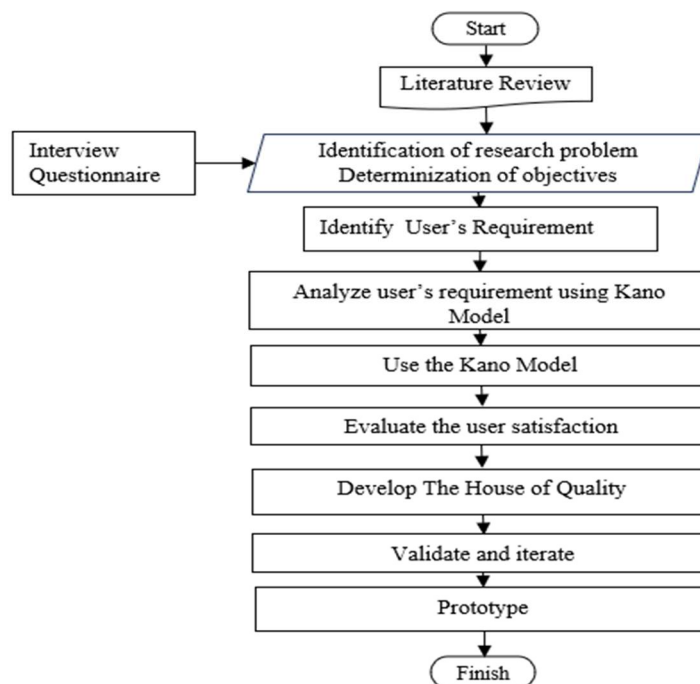 Start
Literature Review
Interview
Questionnaire
Identification of research problem
Determinization of objectives
Identify User's Requirement
Analyze user's requirement using Kano
Model
Use the Kano Model
Evaluate the user satisfaction
Develop The House of Quality
Validate and iterate
Prototype
Finish